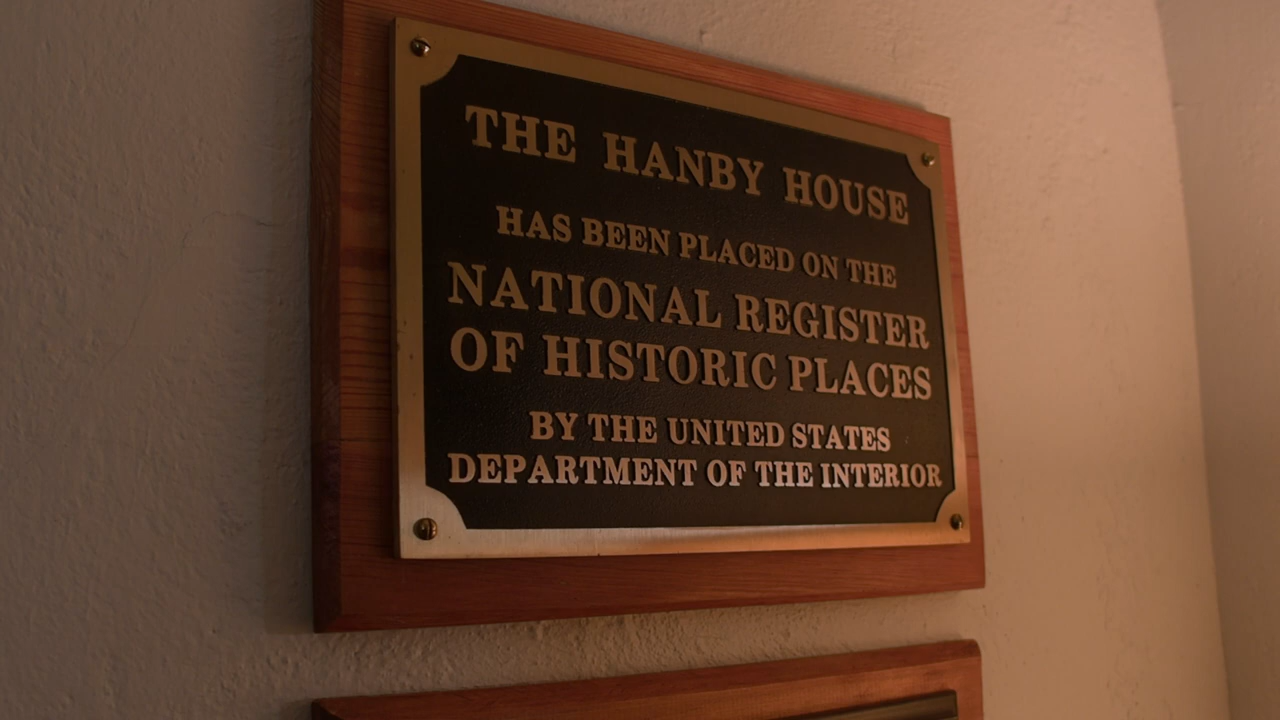 THE HANBY HOUSE
HAS BEEN PLACED ON THE
NATIONAL REGISTER
OF HISTORIC PLACES
BY THE UNITED STATES
DEPARTMENT OF THE INTERIOR